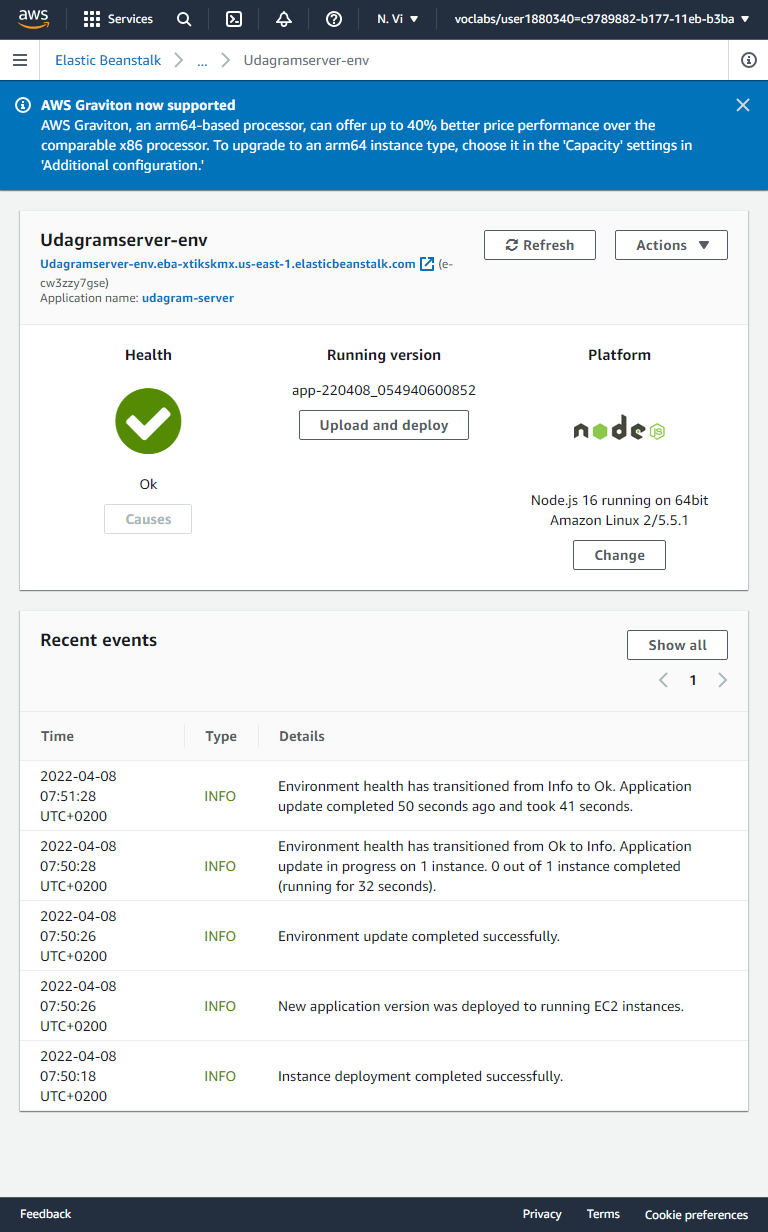 aws
Services
N. Vi ▼
voclabs/user1880340=c9789882-b177-11eb-b3ba ▼
Elastic Beanstalk
...
Udagramserver-env
AWS Graviton now supported
AWS Graviton, an arm64-based processor, can offer up to 40% better price performance over the
comparable x86 processor. To upgrade to an arm64 instance type, choose it in the 'Capacity' settings in
'Additional configuration.'
Udagramserver-env
Refresh
Actions ▼
Udagramserver-env.eba-xtikskmx.us-east-1.elasticbeanstalk.com (e-
cw3zzy7gse)
Application name: udagram-server
Health
Running version
Platform
app-220408_054940600852
Upload and deploy
node
JS
Ok
Causes
Node.js 16 running on 64bit
Amazon Linux 2/5.5.1
Change
Recent events
Show all
1
Time Type Details
2022-04-08
07:51:28
UTC+0200
INFO
Environment health has transitioned from Info to Ok. Application
update completed 50 seconds ago and took 41 seconds.
2022-04-08
07:50:28
UTC+0200
INFO
Environment health has transitioned from Ok to Info. Application
update in progress on 1 instance. 0 out of 1 instance completed
(running for 32 seconds).
2022-04-08
07:50:26
UTC+0200
INFO
Environment update completed successfully.
2022-04-08
07:50:26
UTC+0200
INFO
New application version was deployed to running EC2 instances.
2022-04-08
07:50:18
UTC+0200
INFO
Instance deployment completed successfully.
Feedback
Privacy
Terms
Cookie preferences